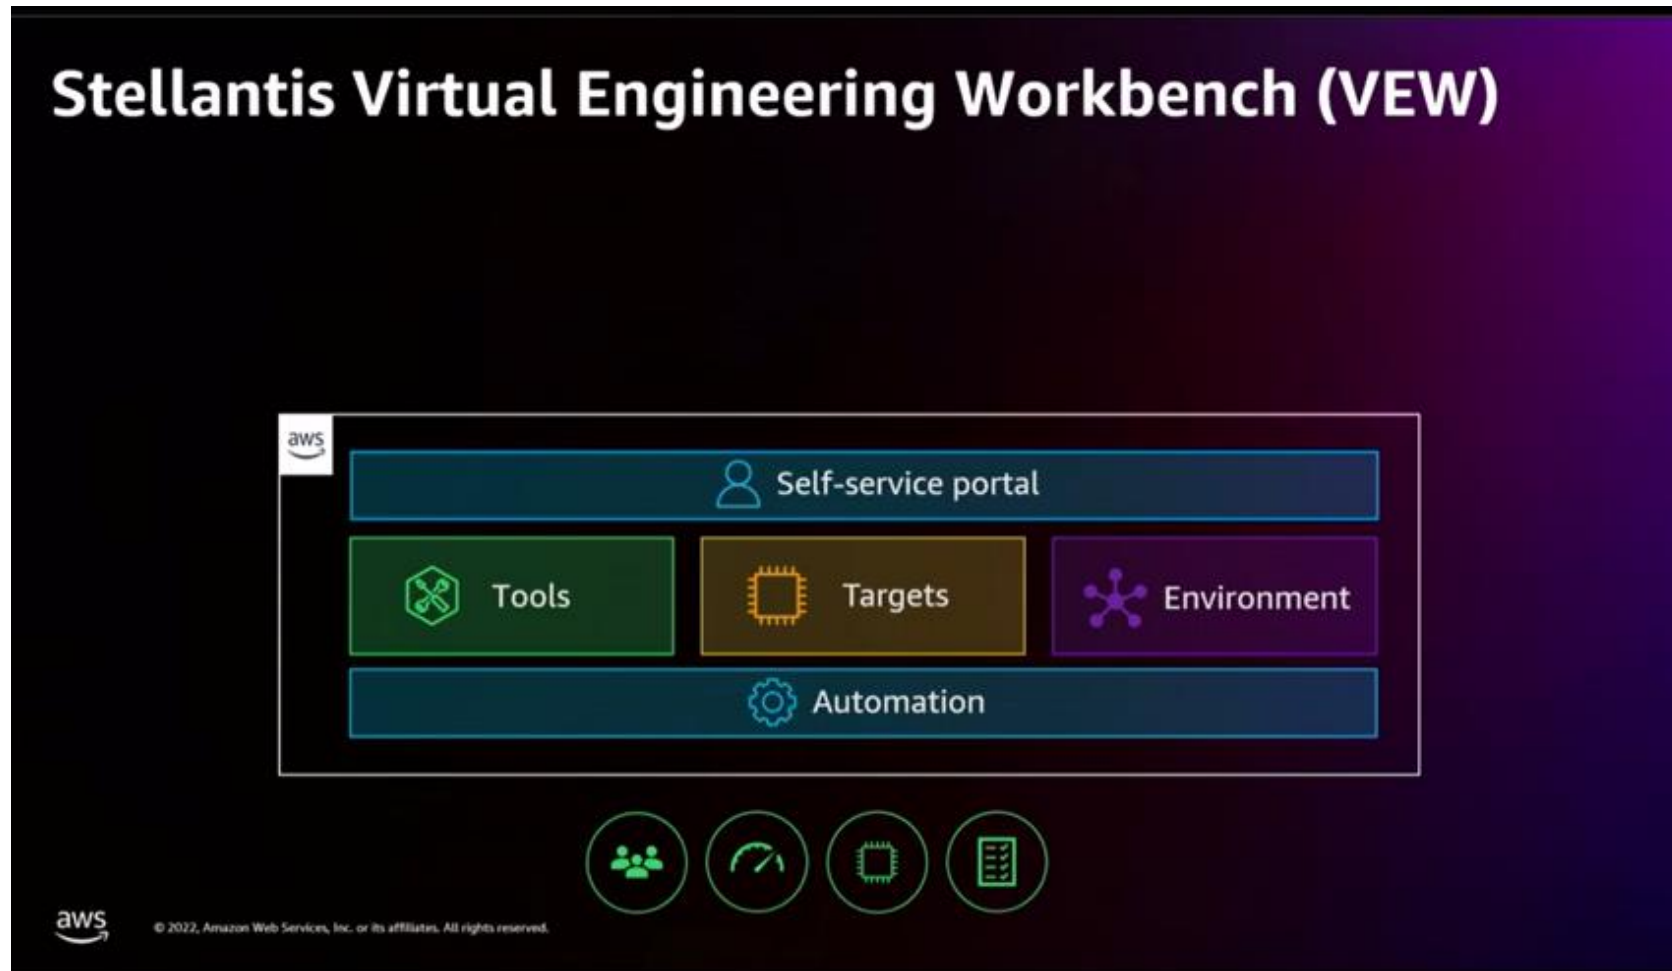 Stellantis Virtual Engineering Workbench (VEW)
aws
Self-service portal
Tools
Targets
Environment
Automation
aws
© 2022, Amazon Web Services, Inc. or its affiliates. All rights reserved.